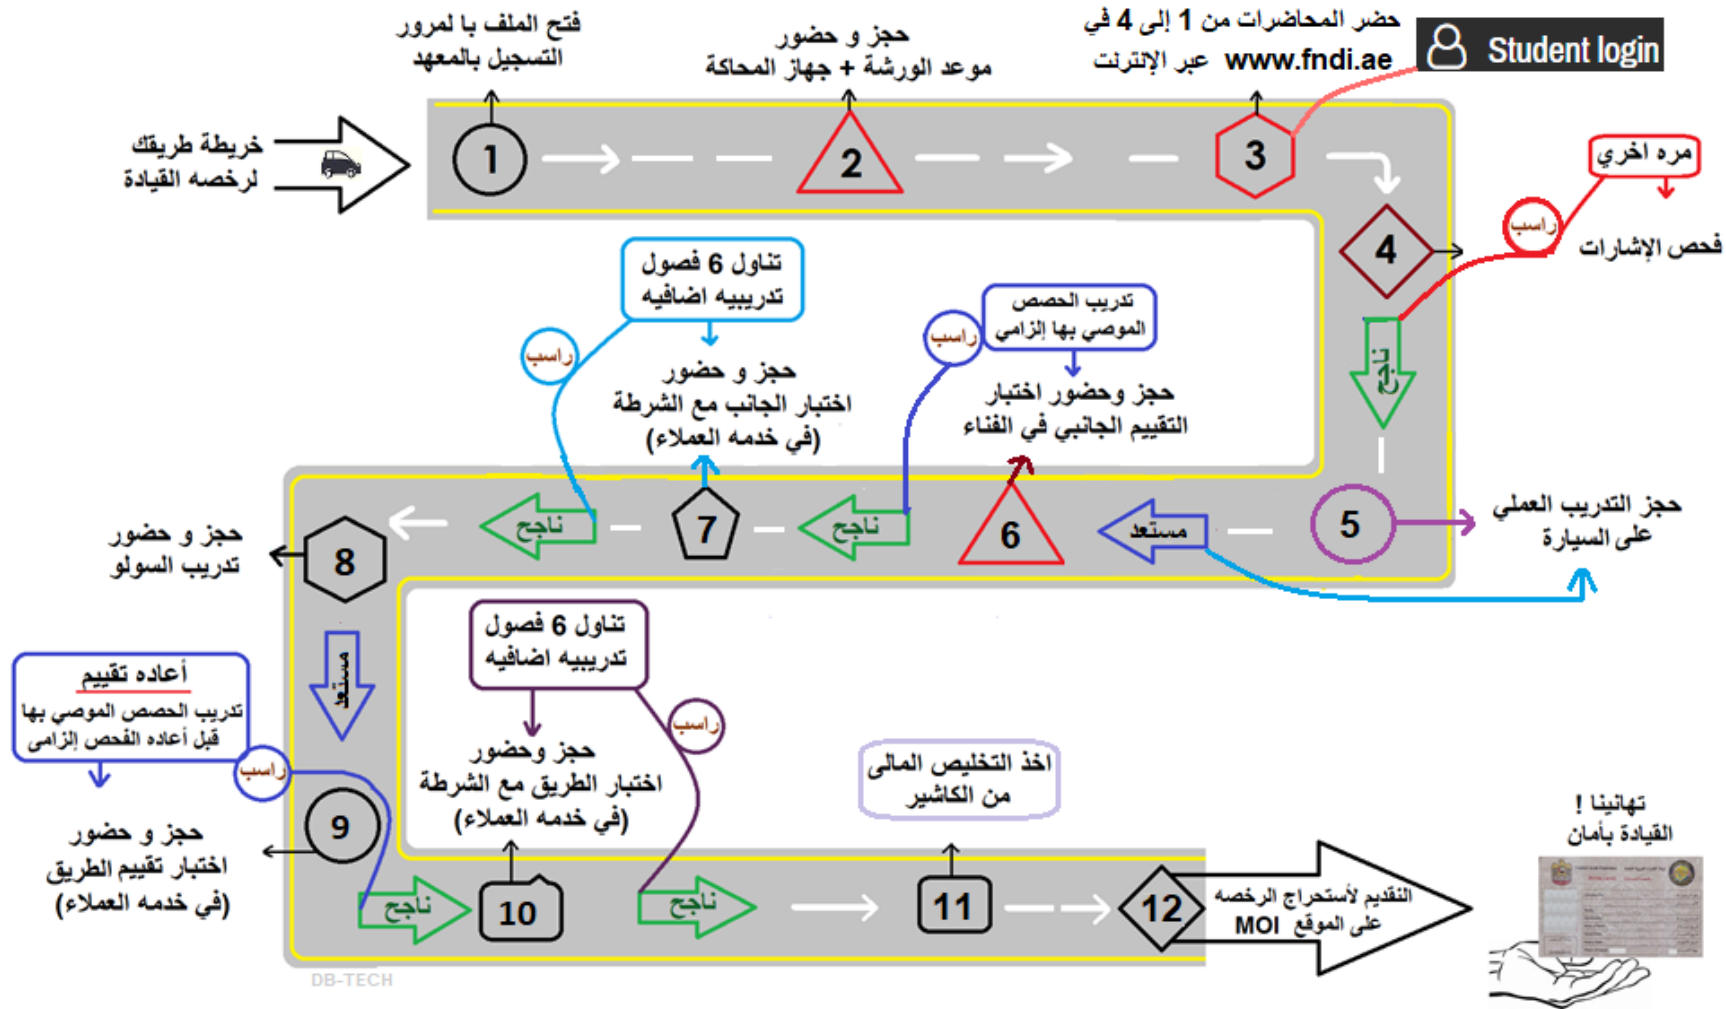 خريطة طريقك
لرخصه القيادة
1
فتح الملف با لمرور
التسجيل بالمعهد
2
حجز و حضور
موعد الورشة + جهاز المحاكة
3
حضر المحاضرات من 1 إلى 4 في
www.fndi.ae عبر الإنترنت
Student login
4
فحص الإشارات
راسب
مره اخري
ناجح
5
حجز التدريب العملي
على السيارة
مستعد
6
حجز وحضور اختبار
التقييم الجانبي في الفناء
راسب
تدريب الحصص
الموصي بها إلزامي
ناجح
7
حجز و حضور
اختبار الجانب مع الشرطة
(في خدمه العملاء)
راسب
تناول 6 فصول
تدريبيه اضافيه
ناجح
8
حجز و حضور
تدريب السولو
مستعد
9
حجز و حضور
اختبار تقييم الطريق
(في خدمه العملاء)
راسب
أعاده تقييم
تدريب الحصص الموصي بها
قبل أعاده الفحص إلزامى
ناجح
10
حجز وحضور
اختبار الطريق مع الشرطة
(في خدمه العملاء)
راسب
تناول 6 فصول
تدريبيه اضافيه
ناجح
11
اخذ التخليص المالى
من الكاشير
12
النقديم لأستحراج الرخصه
على الموقع MOI
تهانينا !
القيادة بأمان
DB-TECH